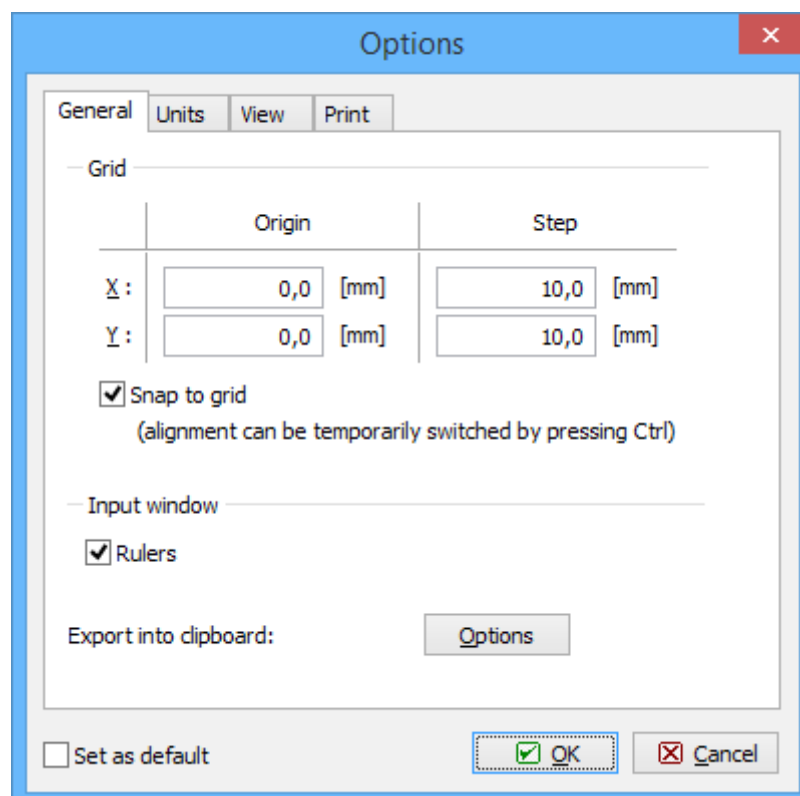 Options
General Units View Print
Grid
Origin Step
X : 0,0 [mm] 10,0 [mm]
Y : 0,0 [mm] 10,0 [mm]
Snap to grid
(alignment can be temporarily switched by pressing Ctrl)
Input window
Rulers
Export into clipboard: Options
Set as default OK Cancel